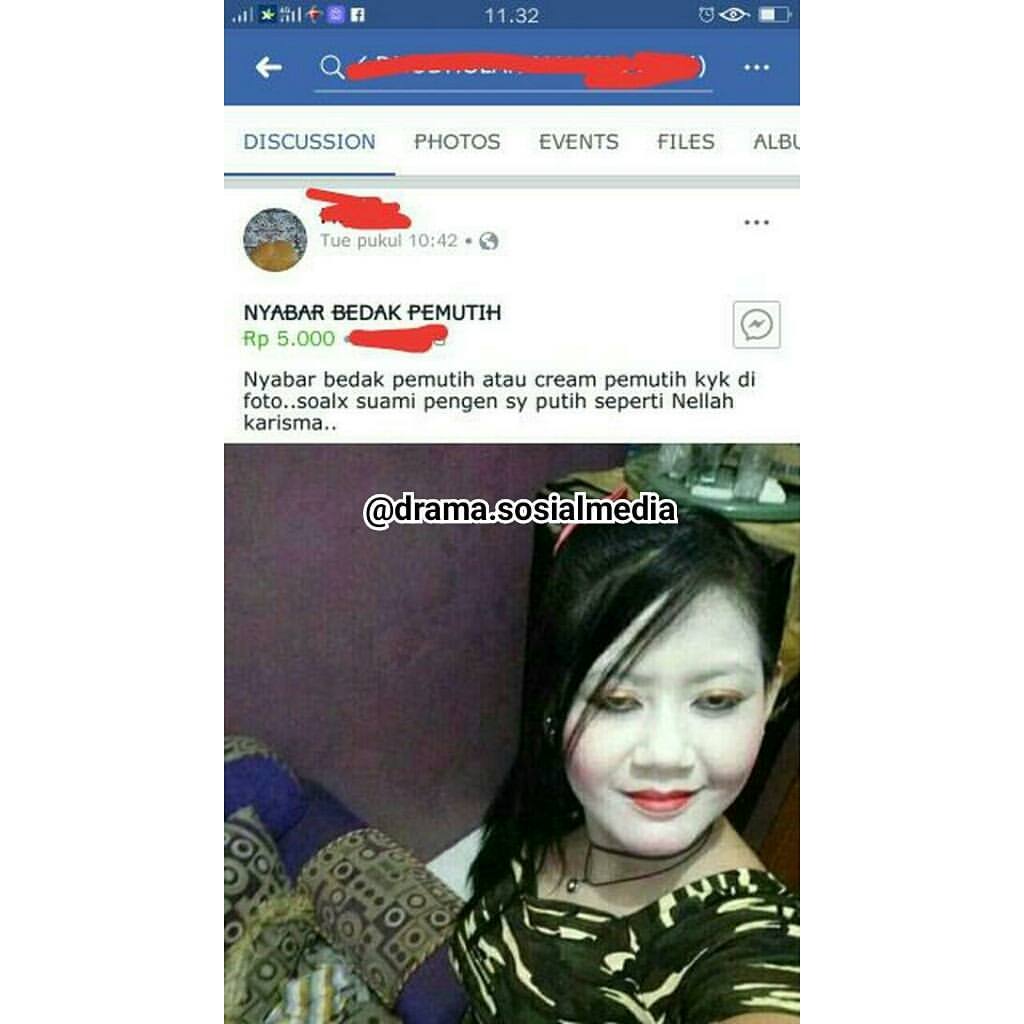 11.32
DISCUSSION PHOTOS EVENTS FILES ALBU
Tue pukul 10:42
NYABAR BEDAK PEMUTIH
Rp 5.000
Nyabar bedak pemutih atau cream pemutih kyk di
foto..soalx suami pengen sy putih seperti Nellah
karisma..
@drama.sosialmedia